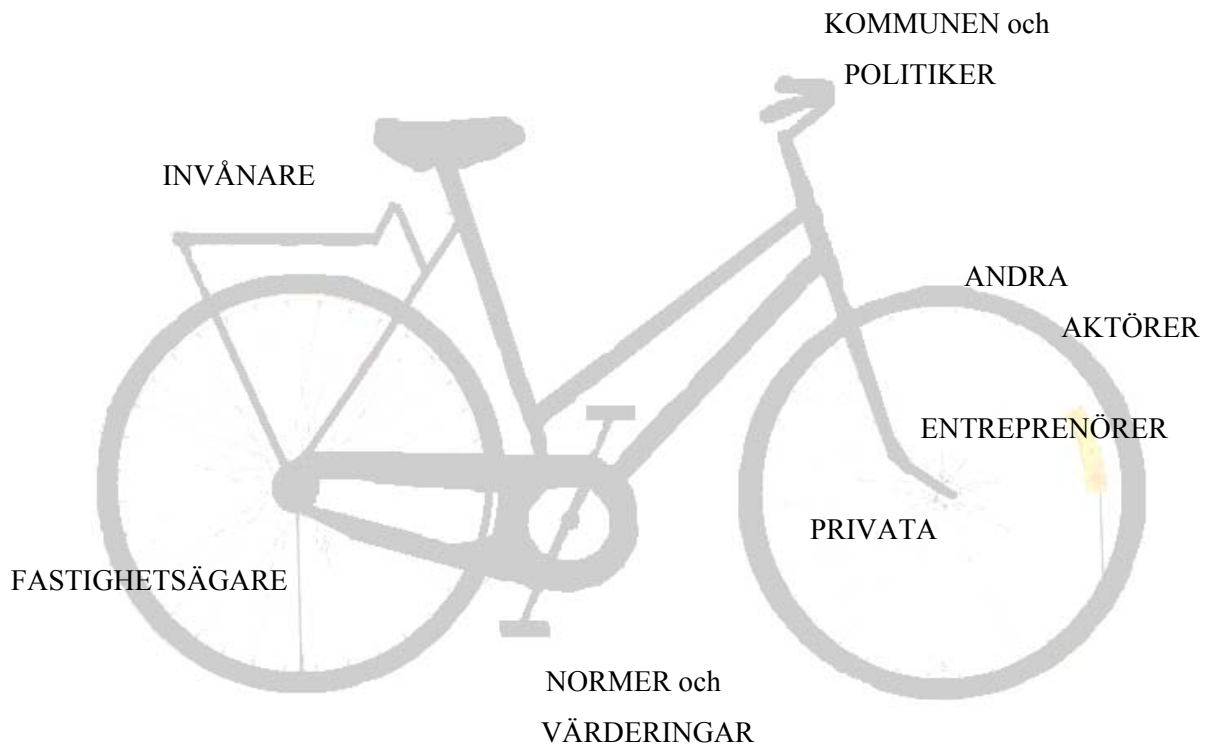 KOMMUNEN och
POLITIKER
INVÅNARE
ANDRA
AKTÖRER
ENTREPRENÖRER
PRIVATA
FASTIGHETSÄGARE
NORMER och
VÄRDERINGAR